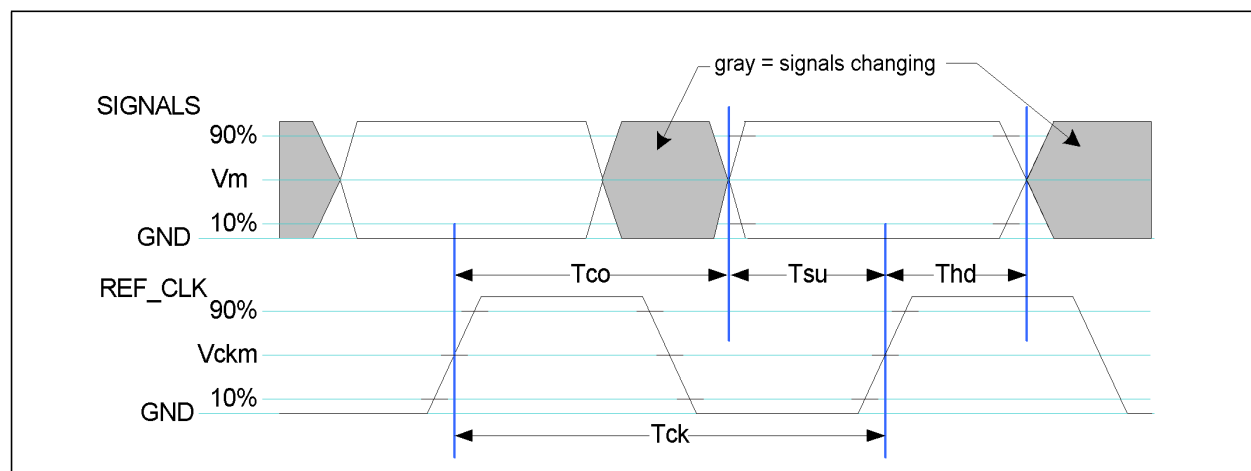 gray = signals changing
SIGNALS
90%
Vm
10%
GND
Tco
Tsu
Thd
REF_CLK
90%
Vckm
10%
GND
Tck